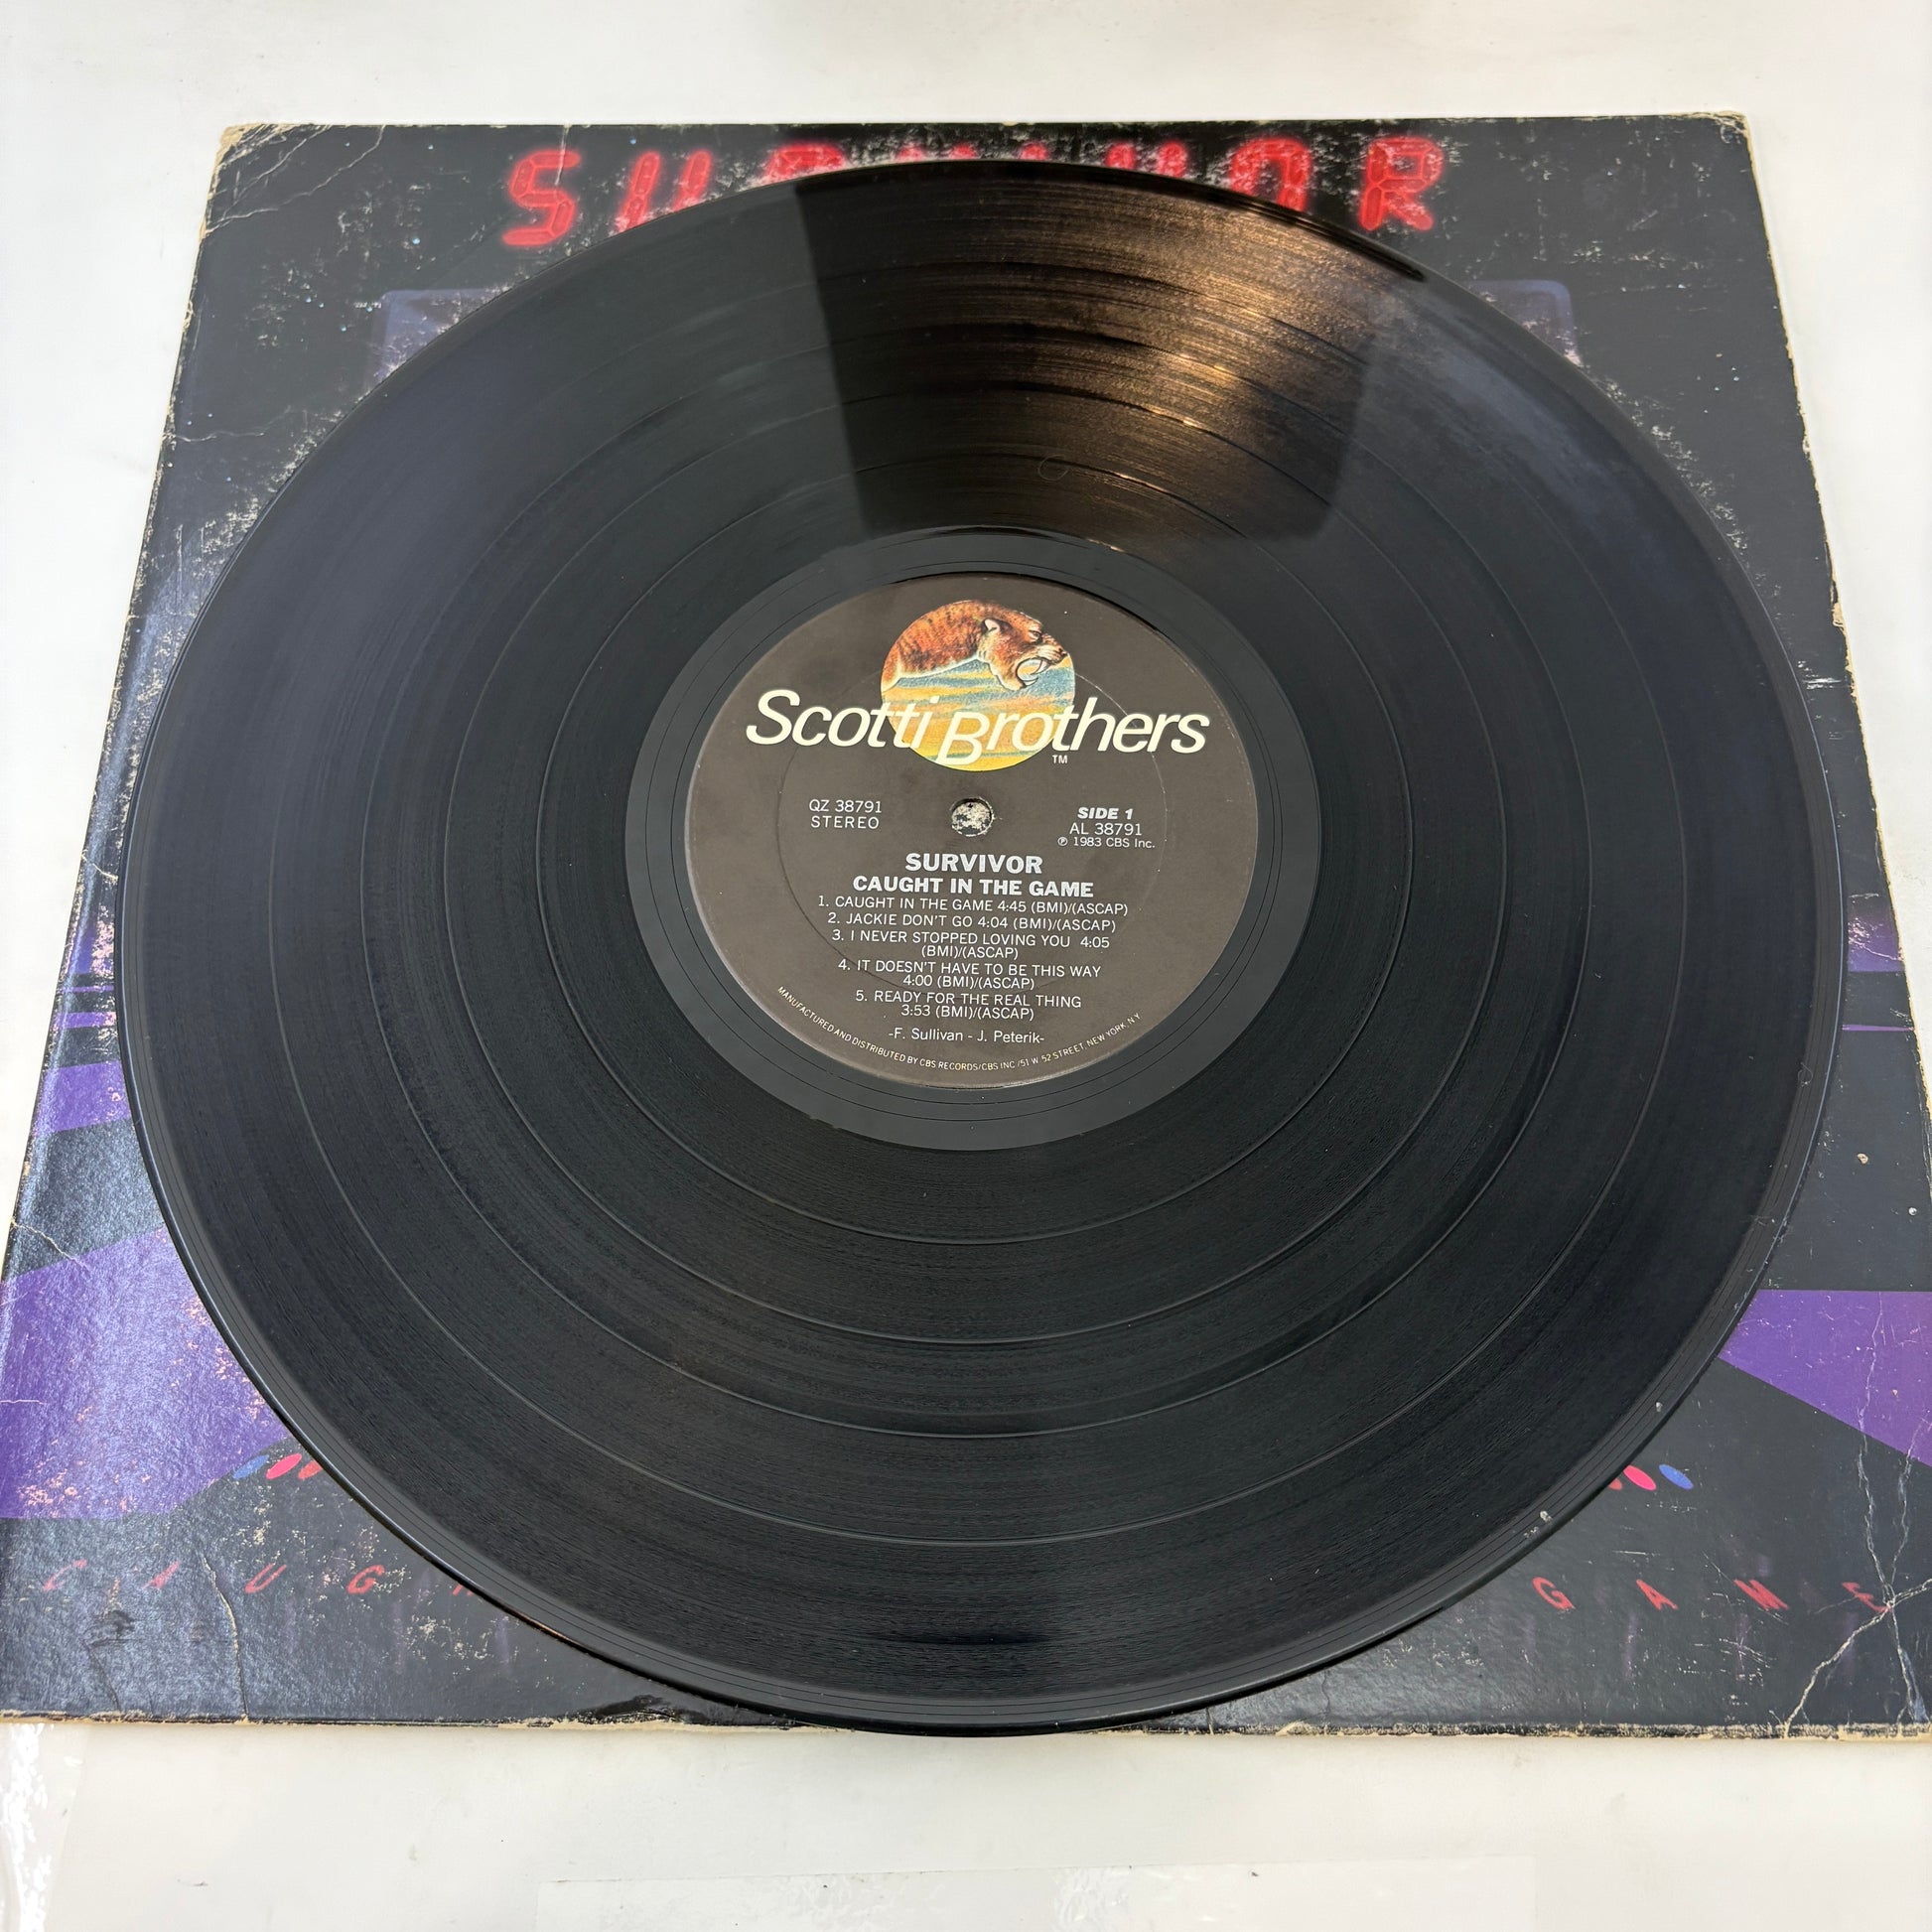 SURVIVOR
Scotti Brothers
TM
QZ 38791
STEREO
SIDE 1
AL 38791
℗ 1983 CBS Inc.
SURVIVOR
CAUGHT IN THE GAME
1. CAUGHT IN THE GAME 4:45 (BMI)/(ASCAP)
2. JACKIE DON'T GO 4:04 (BMI)/(ASCAP)
3. I NEVER STOPPED LOVING YOU 4:05
(BMI)/(ASCAP)
4. IT DOESN'T HAVE TO BE THIS WAY
4:00 (BMI)/(ASCAP)
5. READY FOR THE REAL THING
3:53 (BMI)/(ASCAP)
-F. Sullivan - J. Peterik-
MANUFACTURED AND DISTRIBUTED BY CBS RECORDS/CBS INC./51 W. 52 STREET, NEW YORK, N.Y.
GAME